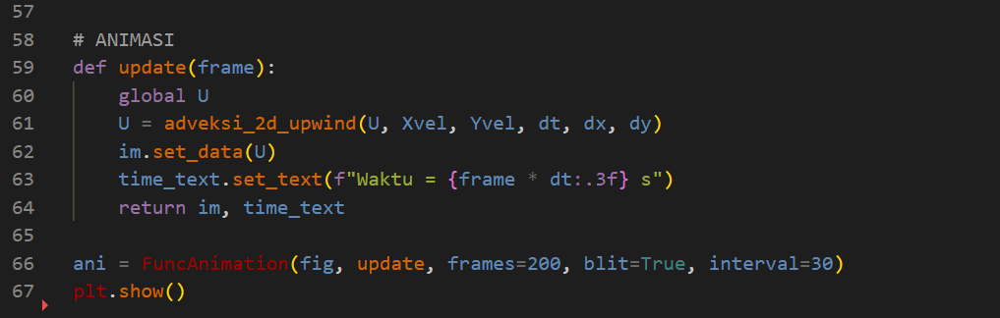 57
58 # ANIMASI
59 def update(frame):
60     global U
61     U = adveksi_2d_upwind(U, Xvel, Yvel, dt, dx, dy)
62     im.set_data(U)
63     time_text.set_text(f"Waktu = {frame * dt:.3f} s")
64     return im, time_text
65
66 ani = FuncAnimation(fig, update, frames=200, blit=True, interval=30)
67 plt.show()